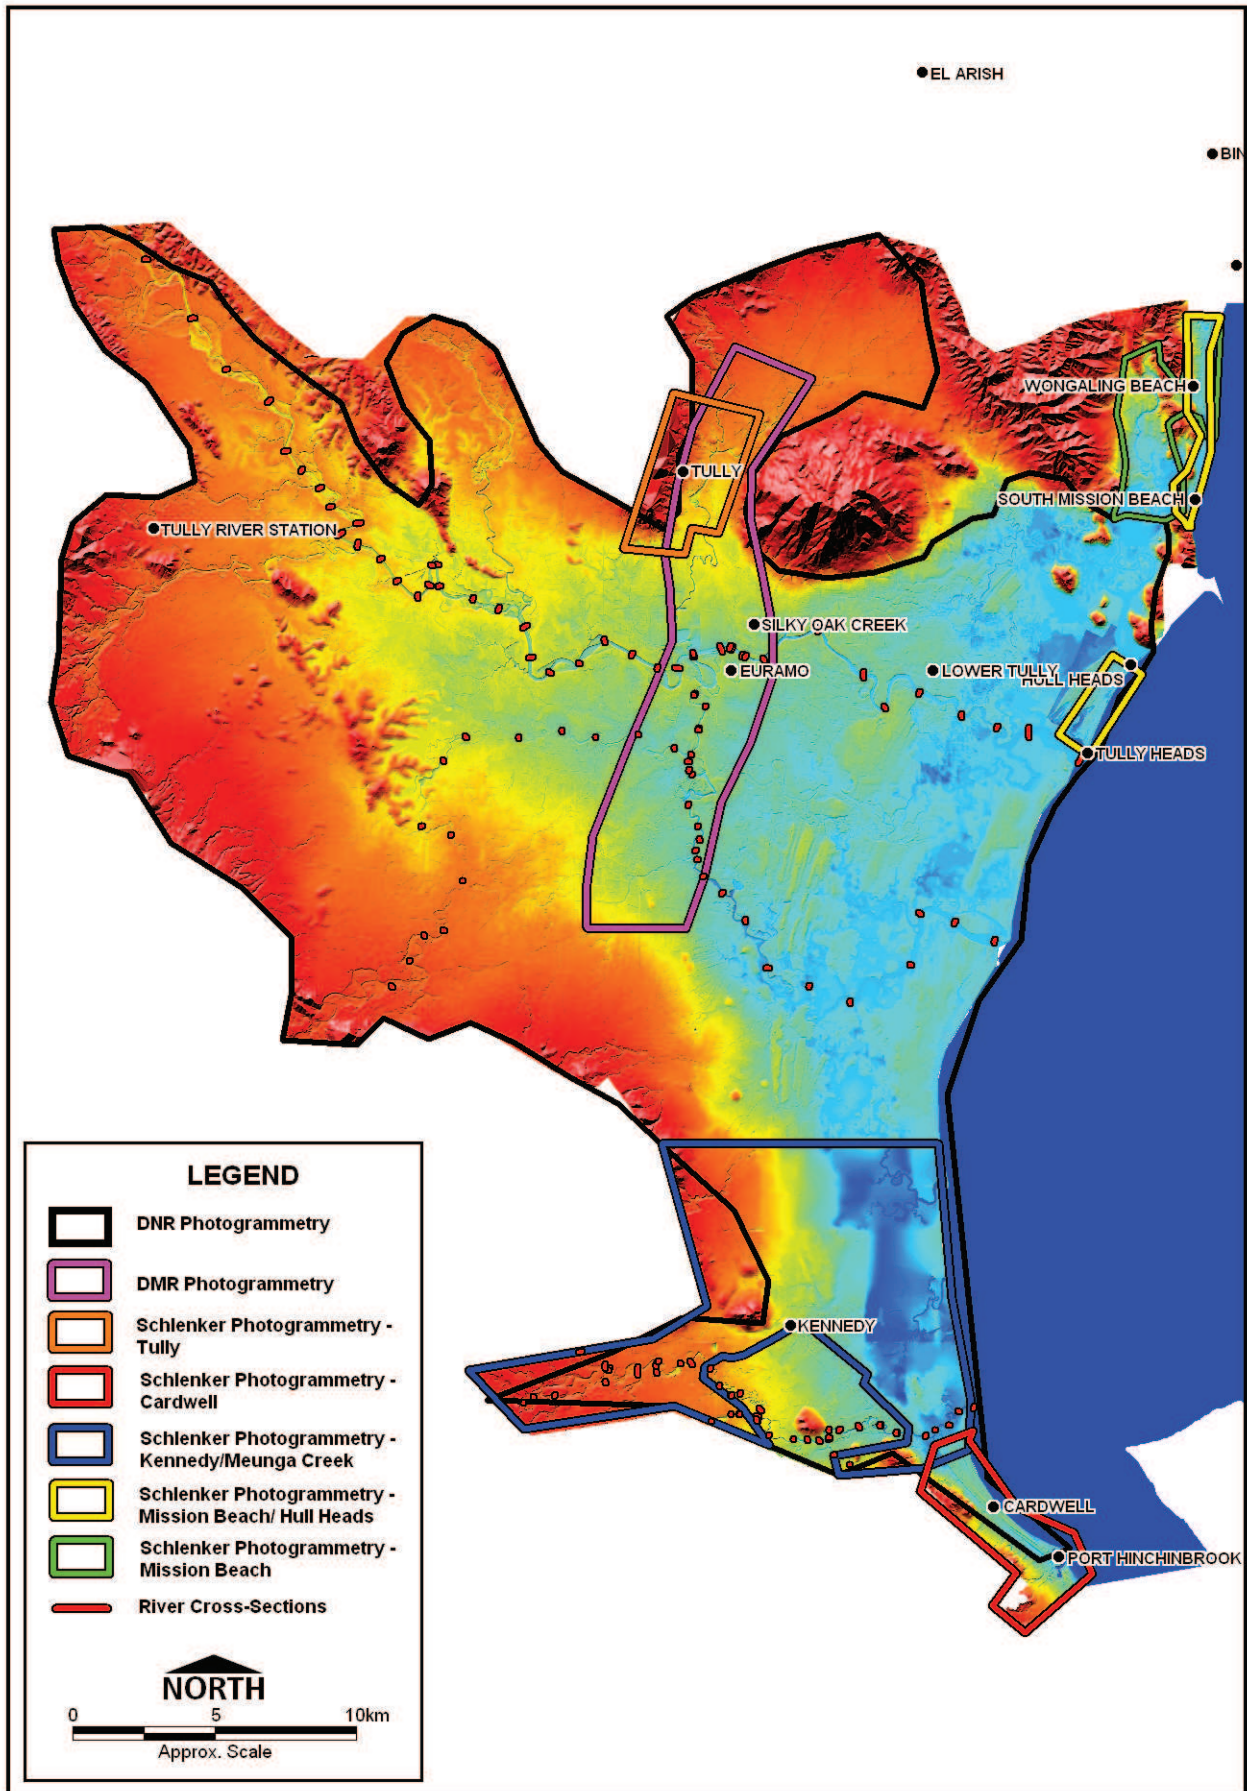 EL ARISH
BIN
WONGALING BEACH
TULLY
SOUTH MISSION BEACH
TULLY RIVER STATION
SILKY OAK CREEK
EURAMO
LOWER TULLY
HULL HEADS
TULLY HEADS
KENNEDY
CARDWELL
PORT HINCHINBROOK
LEGEND
DNR Photogrammetry
DMR Photogrammetry
Schlenker Photogrammetry -
Tully
Schlenker Photogrammetry -
Cardwell
Schlenker Photogrammetry -
Kennedy/Meunga Creek
Schlenker Photogrammetry -
Mission Beach/ Hull Heads
Schlenker Photogrammetry -
Mission Beach
River Cross-Sections
NORTH
0 5 10km
Approx. Scale